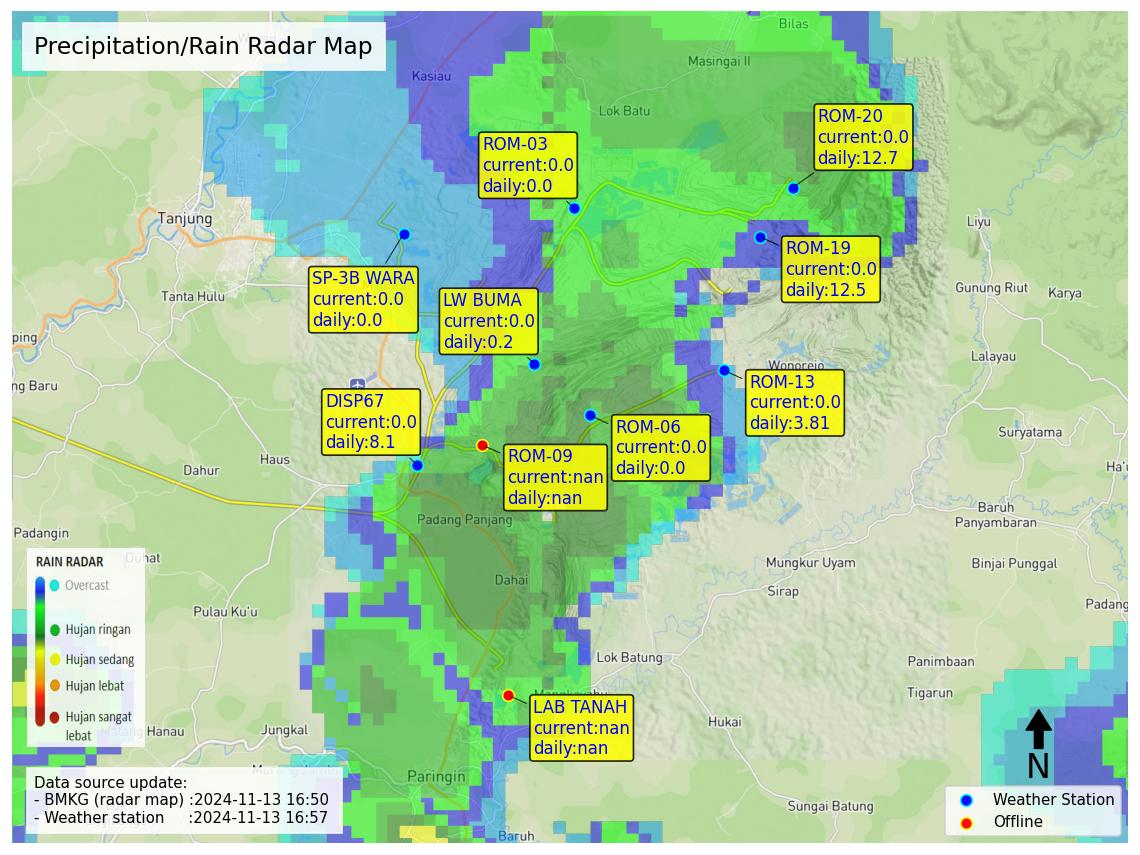 Precipitation/Rain Radar Map
Bilas
Masingai II
Kasiau
Lok Batu
ROM-20
current:0.0
daily:12.7
ROM-03
current:0.0
daily:0.0
Tanjung
Liyu
ROM-19
current:0.0
daily:12.5
SP-3B WARA
current:0.0
daily:0.0
Tanta Hulu
Gunung Riut
Karya
LW BUMA
current:0.0
daily:0.2
ping
Lalayau
Wonorejo
ng Baru
ROM-13
current:0.0
daily:3.81
DISP67
current:0.0
daily:8.1
ROM-06
current:0.0
daily:0.0
Suryatama
ROM-09
current:nan
daily:nan
Haus
Dahur
Ha'u
Padang Panjang
Baruh
Panyambaran
Padangin
Duhat
Mungkur Uyam
Binjai Punggal
Dahai
Sirap
Padang
Pulau Ku'u
RAIN RADAR
Overcast
Hujan ringan
Hujan sedang
Hujan lebat
Hujan sangat
lebat
Lok Batung
Panimbaan
Tigarun
LAB TANAH
current:nan
daily:nan
Hukai
Matang Hanau
Jungkal
Paringin
Sungai Batung
Baruh
N
Data source update:
- BMKG (radar map) :2024-11-13 16:50
- Weather station :2024-11-13 16:57
Weather Station
Offline